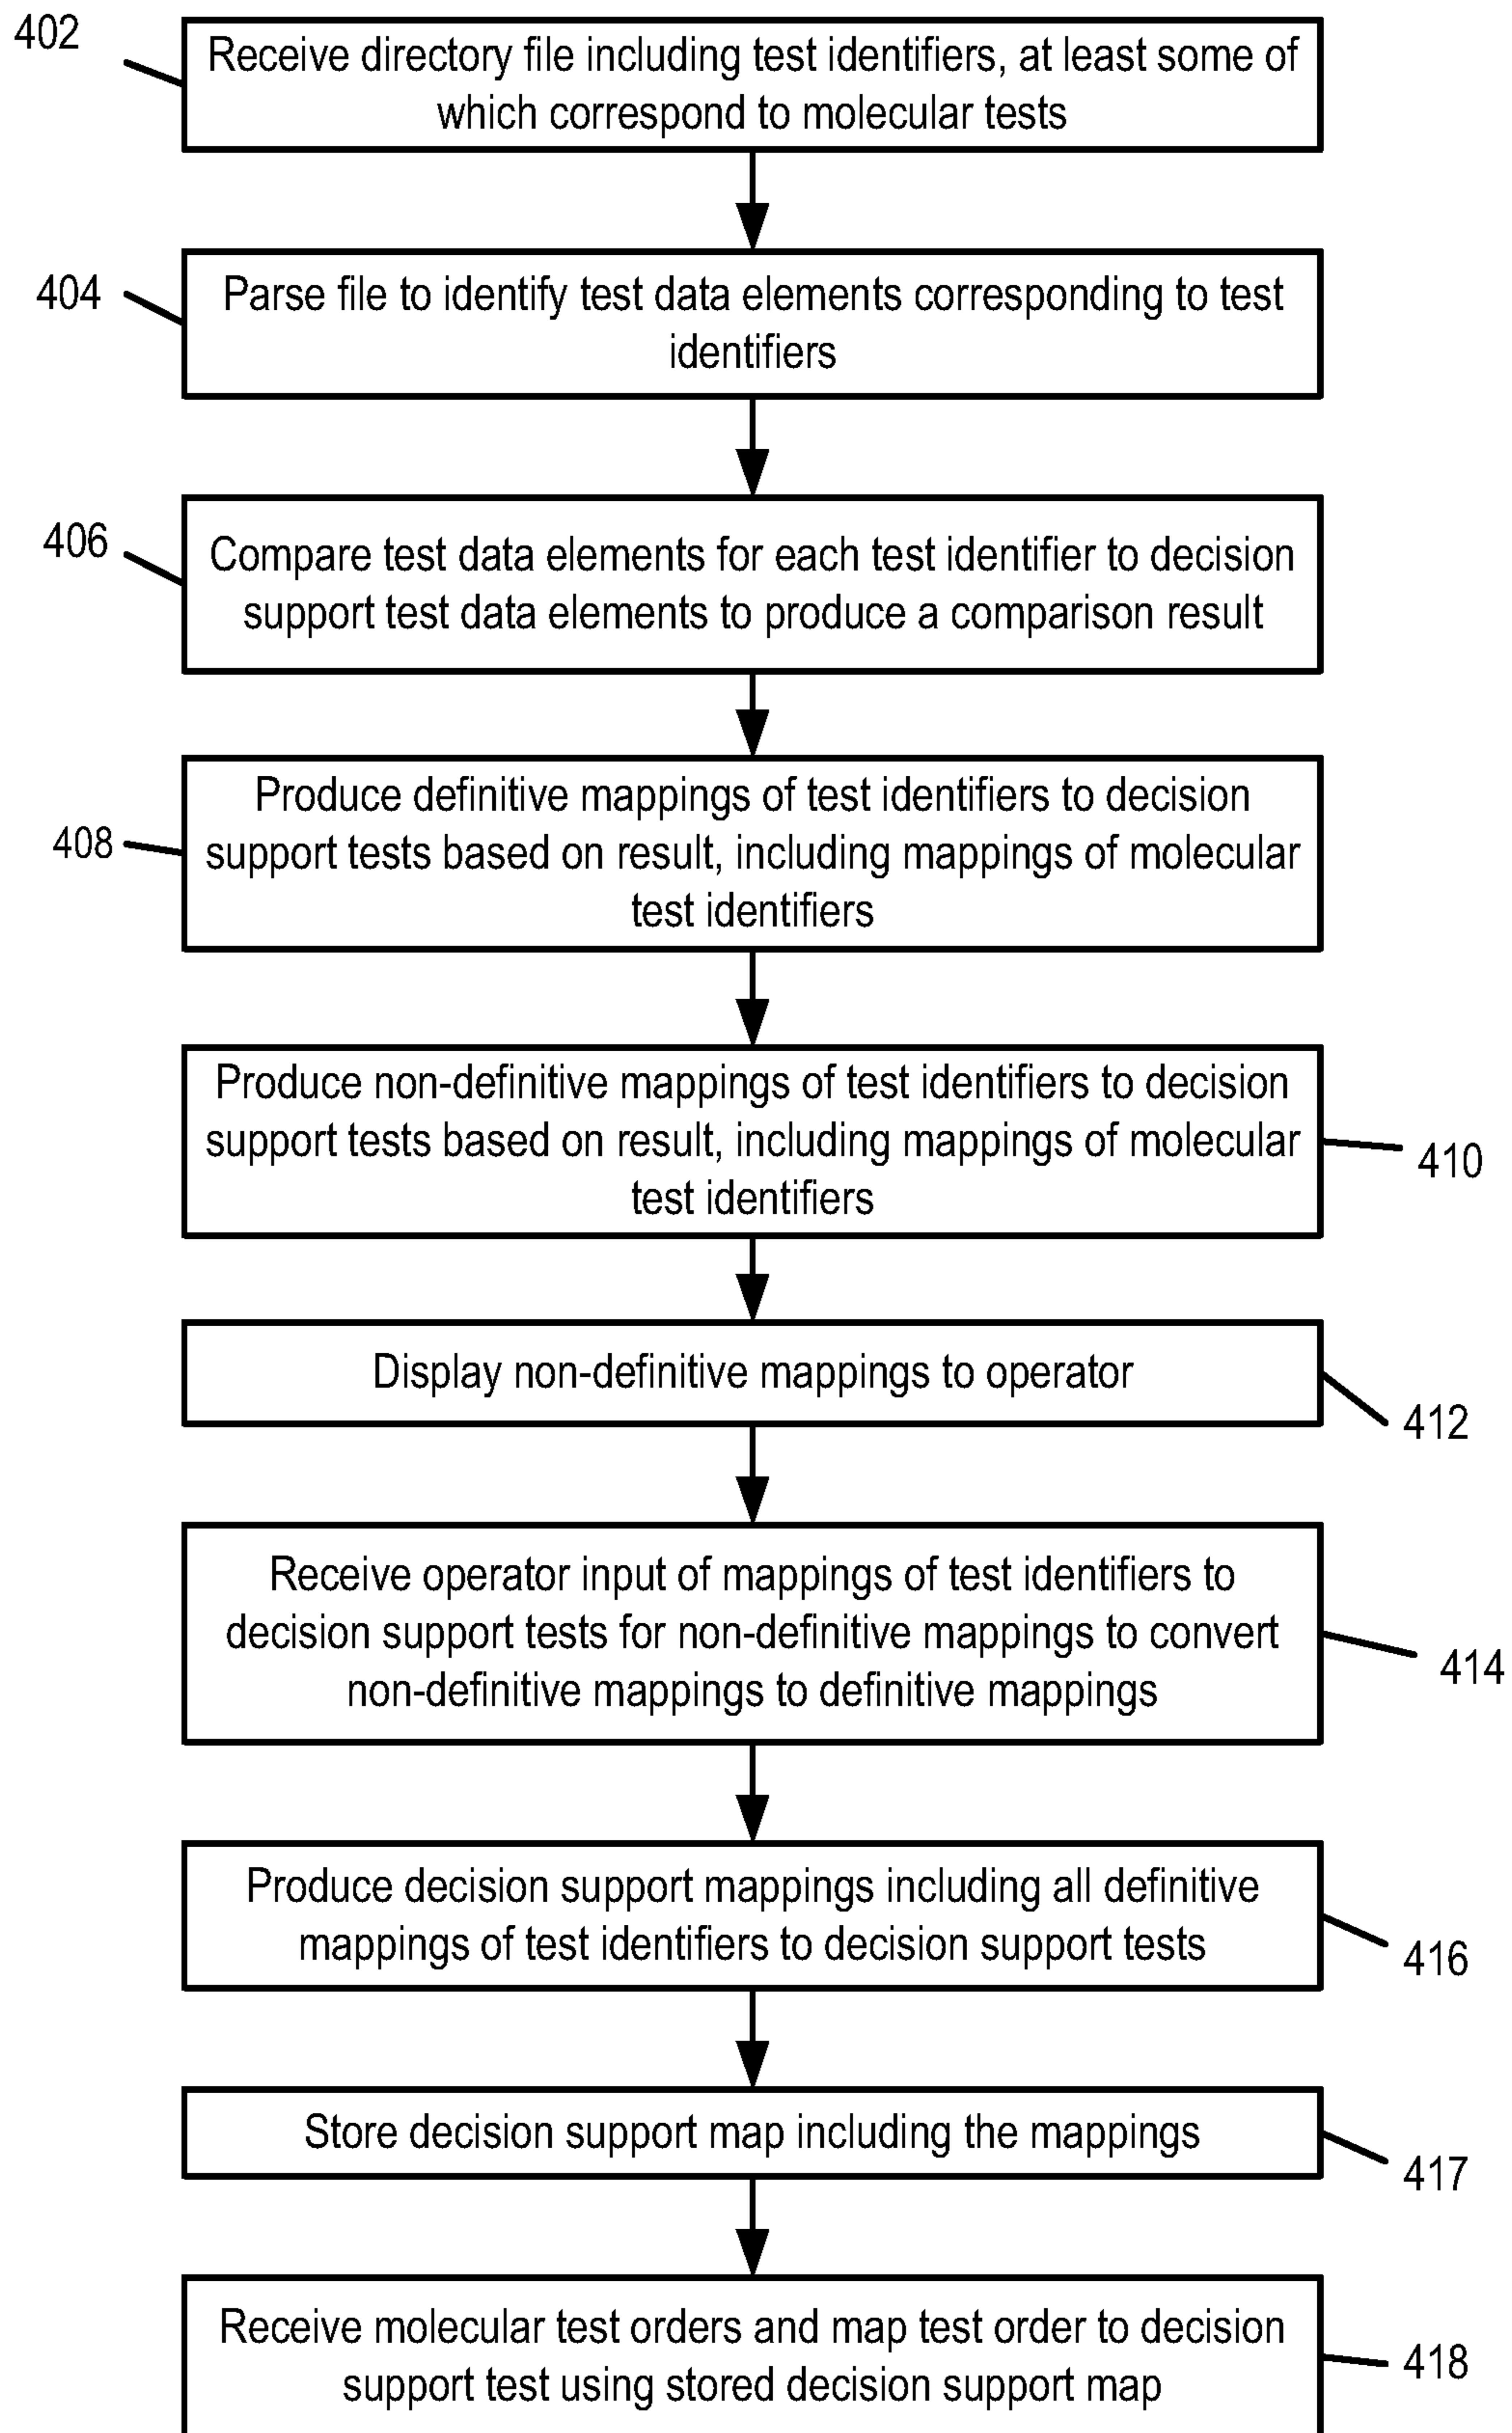 402
Receive directory file including test identifiers, at least some of
which correspond to molecular tests
404
Parse file to identify test data elements corresponding to test
identifiers
406
Compare test data elements for each test identifier to decision
support test data elements to produce a comparison result
408
Produce definitive mappings of test identifiers to decision
support tests based on result, including mappings of molecular
test identifiers
Produce non-definitive mappings of test identifiers to decision
support tests based on result, including mappings of molecular
test identifiers
410
Display non-definitive mappings to operator
412
Receive operator input of mappings of test identifiers to
decision support tests for non-definitive mappings to convert
non-definitive mappings to definitive mappings
414
Produce decision support mappings including all definitive
mappings of test identifiers to decision support tests
416
Store decision support map including the mappings
417
Receive molecular test orders and map test order to decision
support test using stored decision support map
418